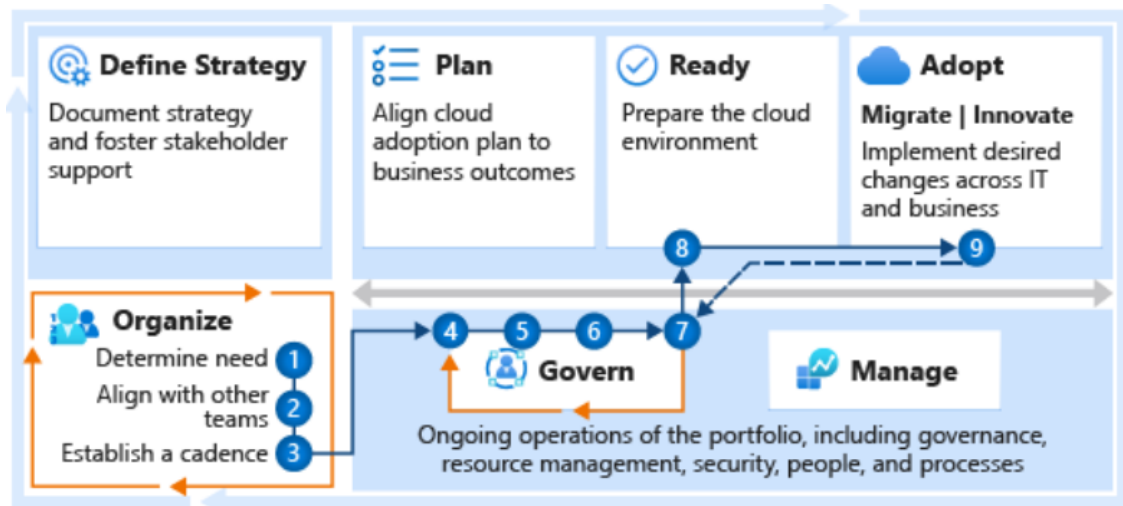 Define Strategy
Document strategy
and foster stakeholder
support
Plan
Align cloud
adoption plan to
business outcomes
Ready
Prepare the cloud
environment
Adopt
Migrate | Innovate
Implement desired
changes across IT
and business
8
9
Organize
Determine need 1
Align with other
teams 2
Establish a cadence 3
4
5
6
7
Govern
Manage
Ongoing operations of the portfolio, including governance,
resource management, security, people, and processes